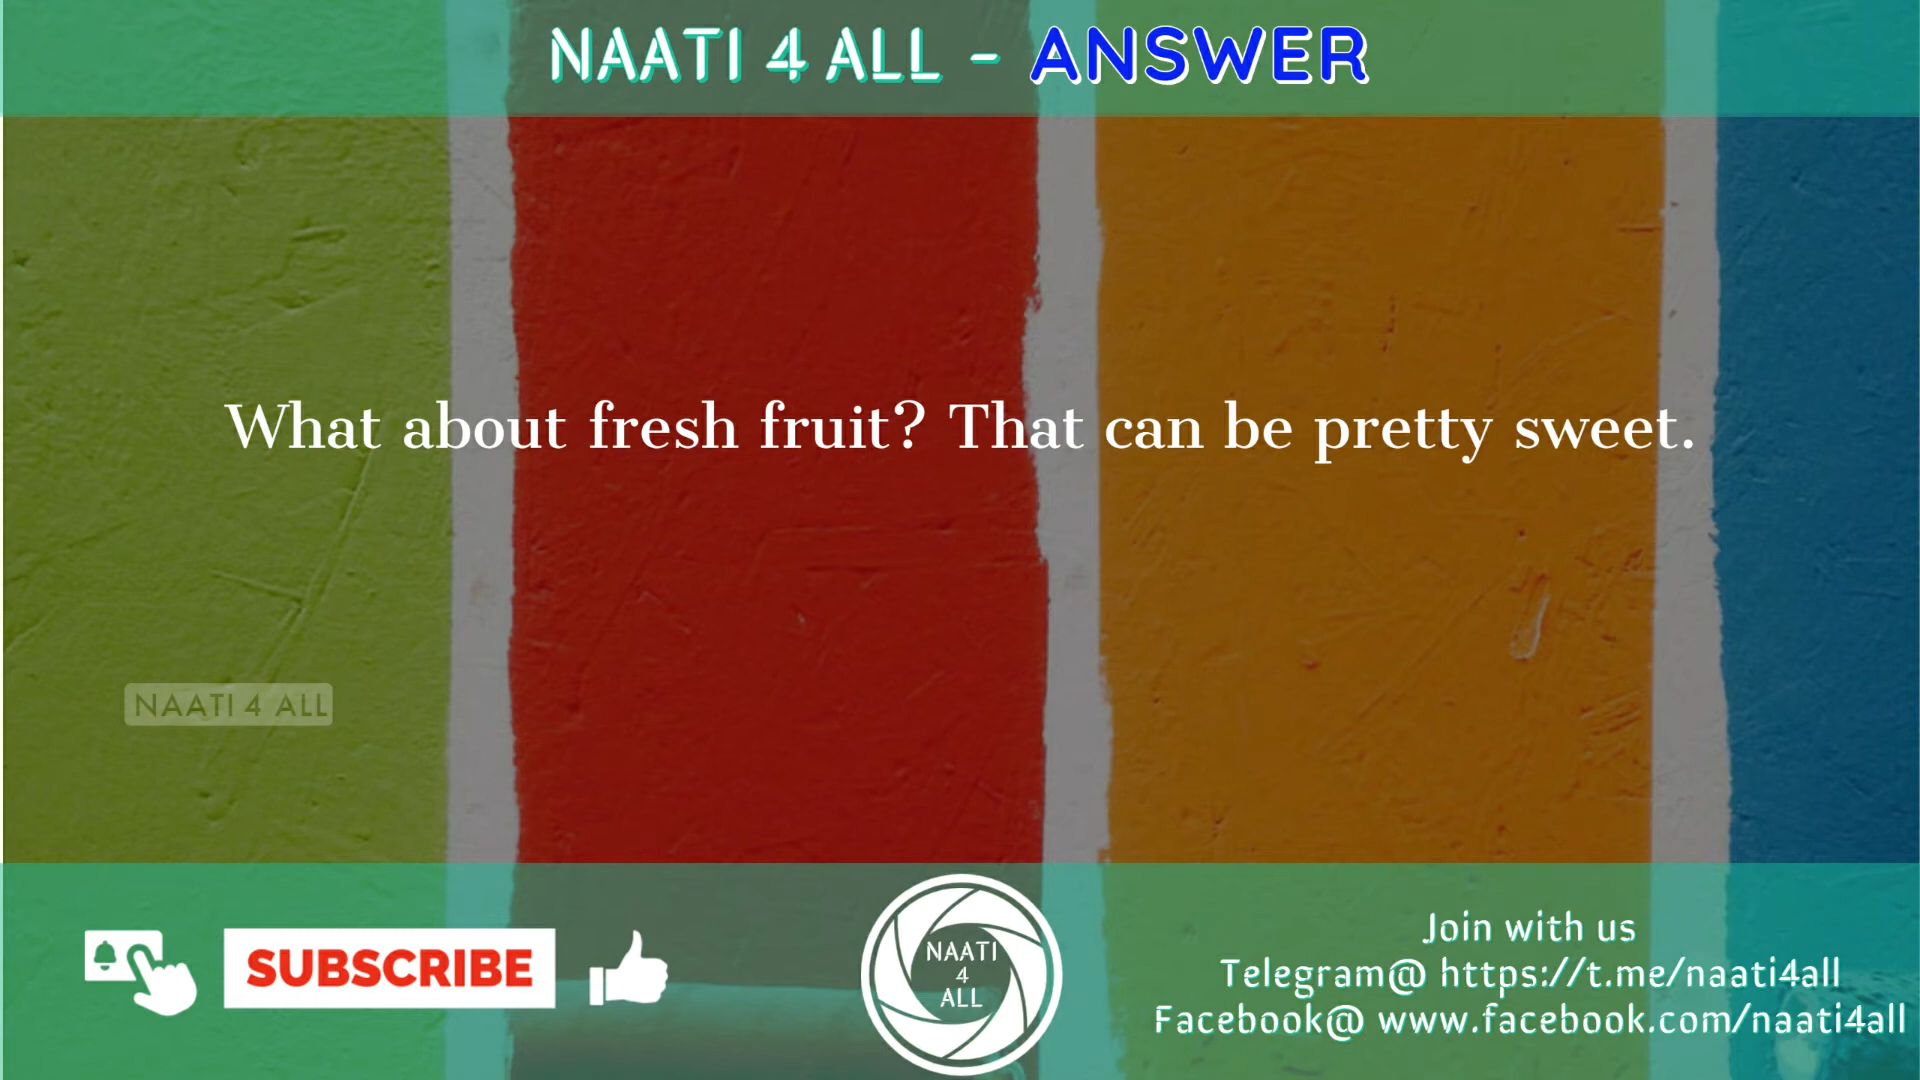 NAATI 4 ALL - ANSWER
What about fresh fruit? That can be pretty sweet.
NAATI 4 ALL
SUBSCRIBE
NAATI
4
ALL
Join with us
Telegram@ https://t.me/naati4all
Facebook@ www.facebook.com/naati4all